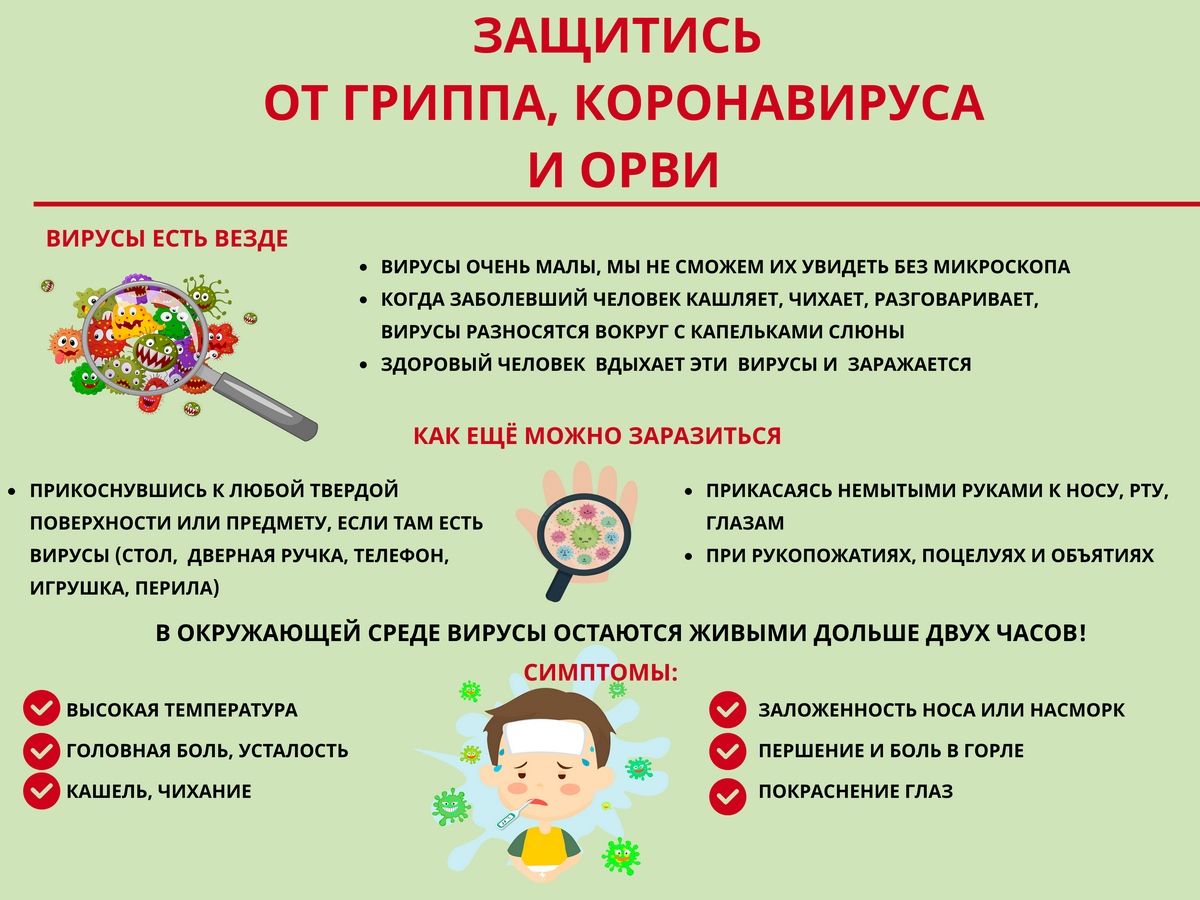 ЗАЩИТИСЬ
ОТ ГРИППА, КОРОНАВИРУСА
И ОРВИ
ВИРУСЫ ЕСТЬ ВЕЗДЕ
• ВИРУСЫ ОЧЕНЬ МАЛЫ, МЫ НЕ СМОЖЕМ ИХ УВИДЕТЬ БЕЗ МИКРОСКОПА
• КОГДА ЗАБОЛЕВШИЙ ЧЕЛОВЕК КАШЛЯЕТ, ЧИХАЕТ, РАЗГОВАРИВАЕТ,
ВИРУСЫ РАЗНОСЯТСЯ ВОКРУГ С КАПЕЛЬКАМИ СЛЮНЫ
• ЗДОРОВЫЙ ЧЕЛОВЕК ВДЫХАЕТ ЭТИ ВИРУСЫ И ЗАРАЖАЕТСЯ
КАК ЕЩЁ МОЖНО ЗАРАЗИТЬСЯ
• ПРИКОСНУВШИСЬ К ЛЮБОЙ ТВЕРДОЙ
ПОВЕРХНОСТИ ИЛИ ПРЕДМЕТУ, ЕСЛИ ТАМ ЕСТЬ
ВИРУСЫ (СТОЛ, ДВЕРНАЯ РУЧКА, ТЕЛЕФОН,
ИГРУШКА, ПЕРИЛА)
• ПРИКАСАЯСЬ НЕМЫТЫМИ РУКАМИ К НОСУ, РТУ,
ГЛАЗАМ
• ПРИ РУКОПОЖАТИЯХ, ПОЦЕЛУЯХ И ОБЪЯТИЯХ
В ОКРУЖАЮЩЕЙ СРЕДЕ ВИРУСЫ ОСТАЮТСЯ ЖИВЫМИ ДОЛЬШЕ ДВУХ ЧАСОВ!
СИМПТОМЫ:
ВЫСОКАЯ ТЕМПЕРАТУРА
ГОЛОВНАЯ БОЛЬ, УСТАЛОСТЬ
КАШЕЛЬ, ЧИХАНИЕ
ЗАЛОЖЕННОСТЬ НОСА ИЛИ НАСМОРК
ПЕРШЕНИЕ И БОЛЬ В ГОРЛЕ
ПОКРАСНЕНИЕ ГЛАЗ